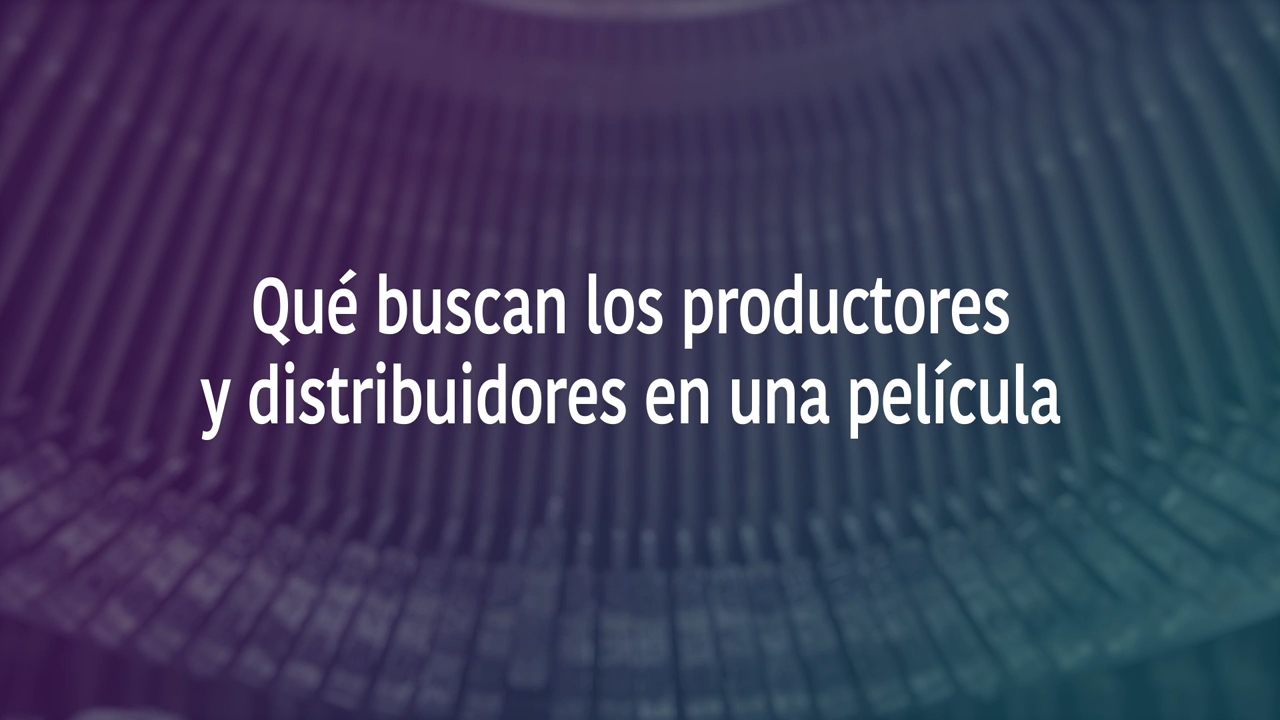 Qué buscan los productores
y distribuidores en una película